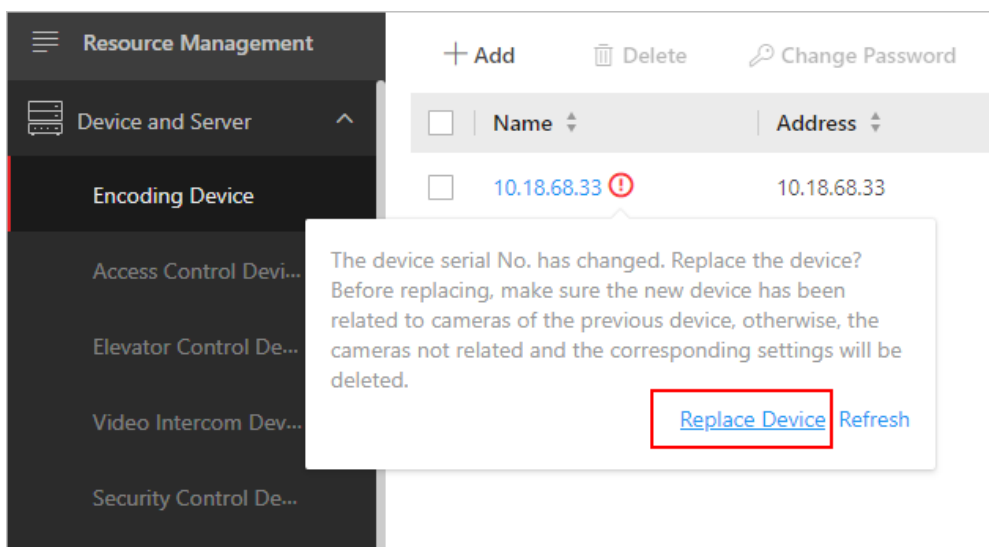 Resource Management
Add Delete Change Password
Device and Server
Name Address
Encoding Device
10.18.68.33 10.18.68.33
Access Control Devi...
Elevator Control De...
Video Intercom Dev...
Security Control De...
The device serial No. has changed. Replace the device?
Before replacing, make sure the new device has been
related to cameras of the previous device, otherwise, the
cameras not related and the corresponding settings will be
deleted.
Replace Device Refresh